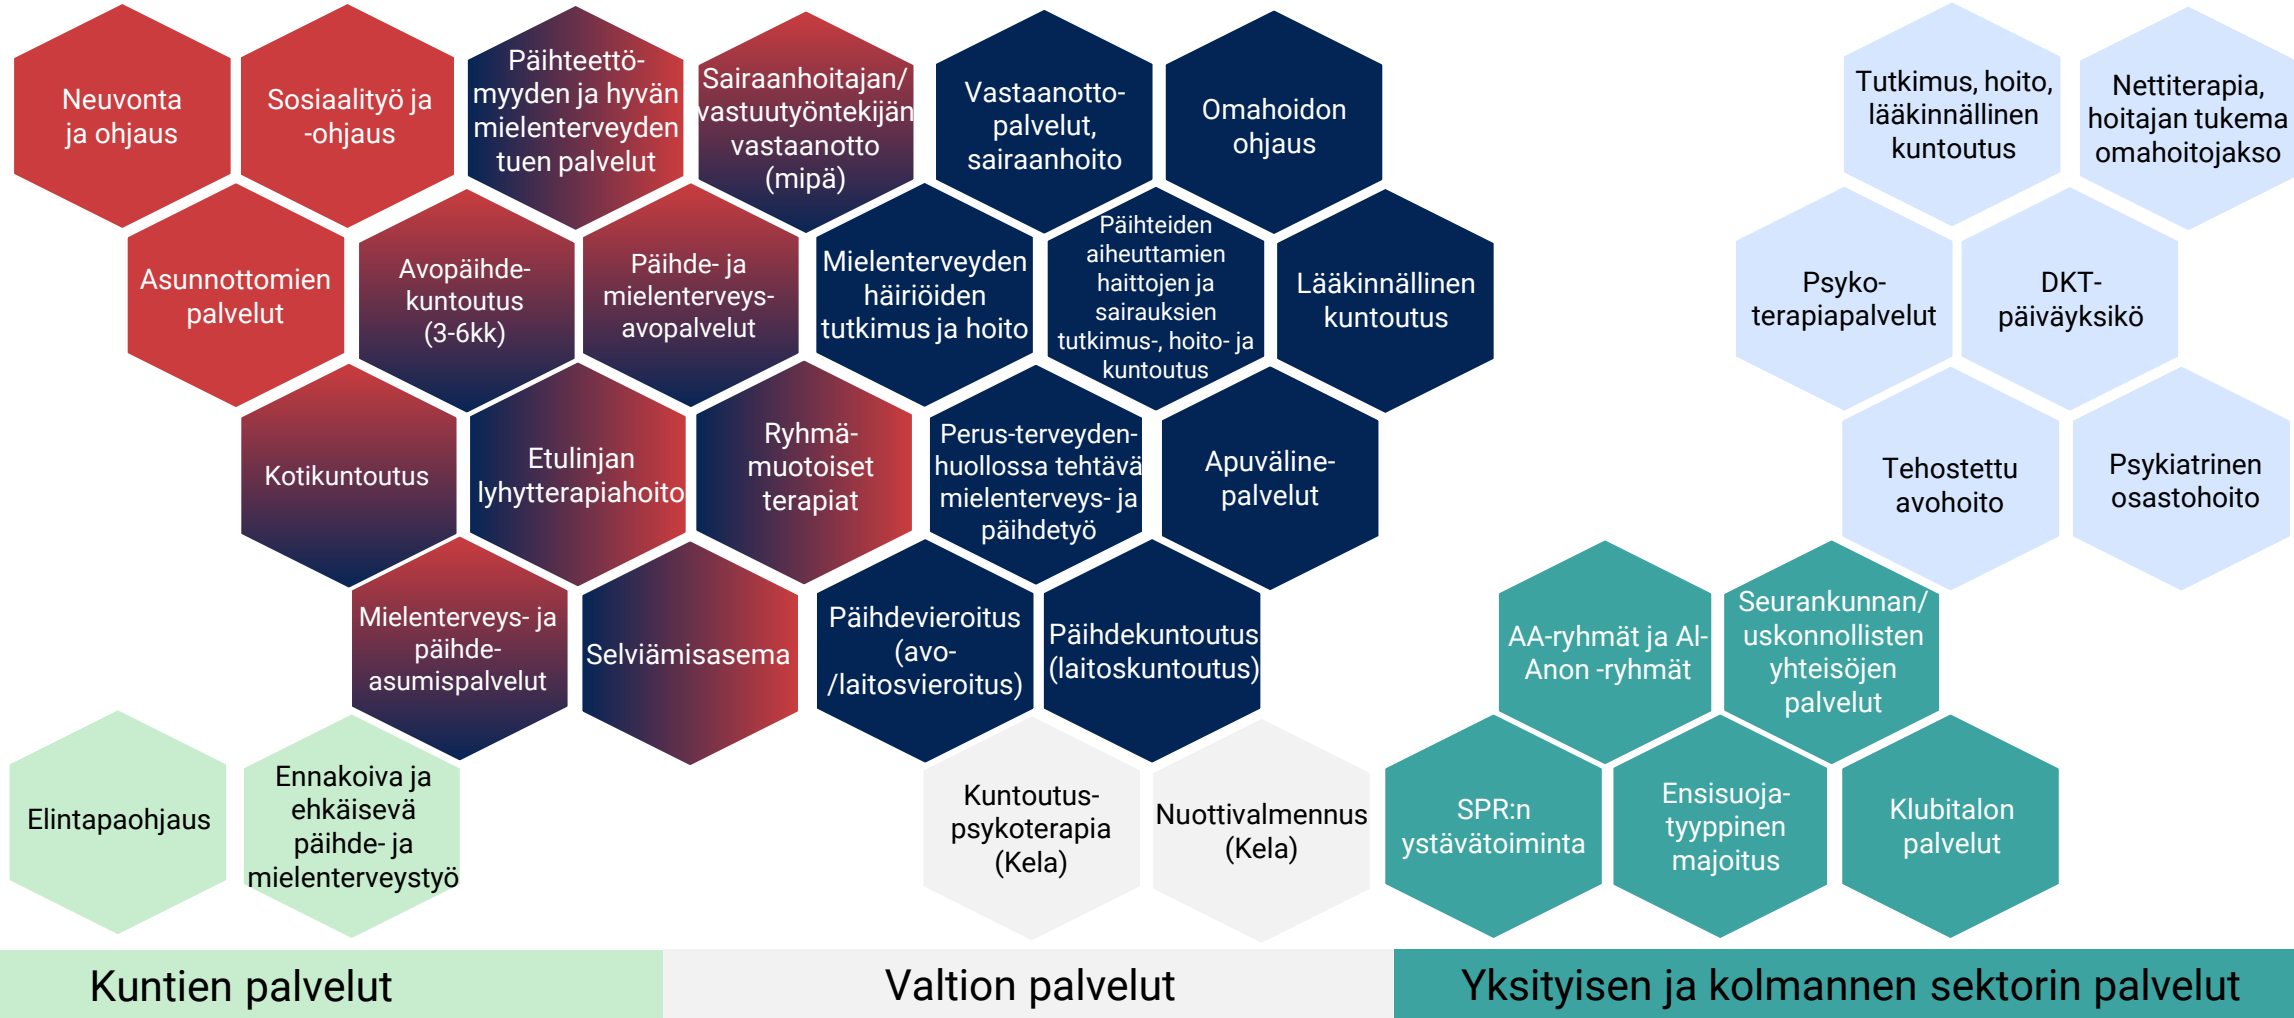 Neuvonta
ja ohjaus
Sosiaalityö ja
-ohjaus
Päihteettö-
myyden ja hyvän
mielenterveyden
tuen palvelut
Sairaanhoitajan/
vastuutyöntekijän
vastaanotto
(mipä)
Vastaanotto-
palvelut,
sairaanhoito
Omahoidon
ohjaus
Tutkimus, hoito,
lääkinnällinen
kuntoutus
Nettiterapia,
hoitajan tukema
omahoitojakso
Asunnottomien
palvelut
Avopäihde-
kuntoutus
(3-6kk)
Päihde- ja
mielenterveys-
avopalvelut
Mielenterveyden
häiriöiden
tutkimus ja hoito
Päihteiden
aiheuttamien
haittojen ja
sairauksien
tutkimus-, hoito- ja
kuntoutus
Lääkinnällinen
kuntoutus
Psyko-
terapiapalvelut
DKT-
päiväyksikö
Kotikuntoutus
Etulinjan
lyhytterapiahoito
Ryhmä-
muotoiset
terapiat
Perus-terveyden-
huollossa tehtävä
mielenterveys- ja
päihdetyö
Apuväline-
palvelut
Tehostettu
avohoito
Psykiatrinen
osastohoito
Mielenterveys- ja
päihde-
asumispalvelut
Selviämisasema
Päihdevieroitus
(avo-
/laitosvieroitus)
Päihdekuntoutus
(laitoskuntoutus)
AA-ryhmät ja Al-
Anon -ryhmät
Seurankunnan/
uskonnollisten
yhteisöjen
palvelut
Elintapaohjaus
Ennakoiva ja
ehkäisevä
päihde- ja
mielenterveystyö
Kuntoutus-
psykoterapia
(Kela)
Nuottivalmennus
(Kela)
SPR:n
ystävätoiminta
Ensisuoja-
tyyppinen
majoitus
Klubitalon
palvelut
Kuntien palvelut
Valtion palvelut
Yksityisen ja kolmannen sektorin palvelut